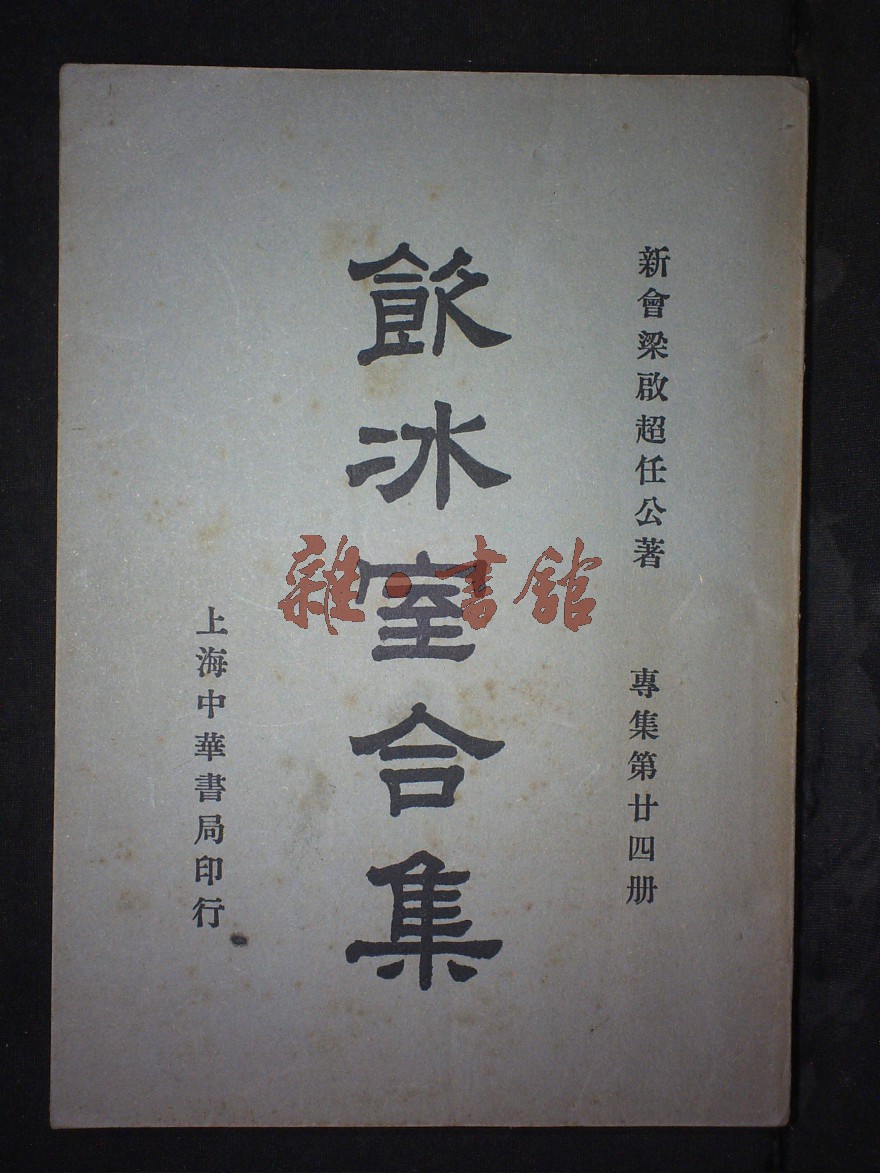 新會梁啟超任公著
專集第廿四册
飲冰室合集
上海中華書局印行
雜·書館